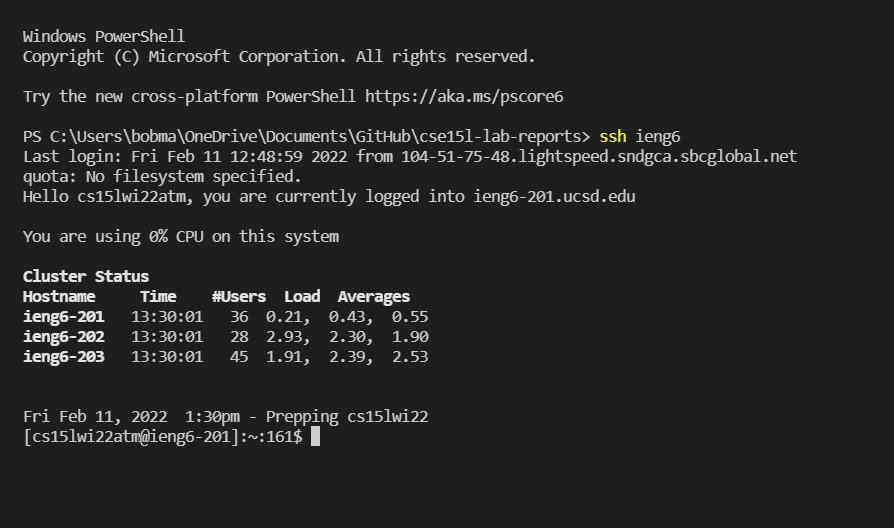 Windows PowerShell
Copyright (C) Microsoft Corporation. All rights reserved.
Try the new cross-platform PowerShell https://aka.ms/pscore6
PS C:\Users\bobma\OneDrive\Documents\GitHub\cse15l-lab-reports> ssh ieng6
Last login: Fri Feb 11 12:48:59 2022 from 104-51-75-48.lightspeed.sndgca.sbcglobal.net
quota: No filesystem specified.
Hello cs15lwi22atm, you are currently logged into ieng6-201.ucsd.edu
You are using 0% CPU on this system
Cluster Status
Hostname     Time    #Users  Load  Averages
ieng6-201   13:30:01   36  0.21,  0.43,  0.55
ieng6-202   13:30:01   28  2.93,  2.30,  1.90
ieng6-203   13:30:01   45  1.91,  2.39,  2.53
Fri Feb 11, 2022  1:30pm - Prepping cs15lwi22
[cs15lwi22atm@ieng6-201]:~:161$